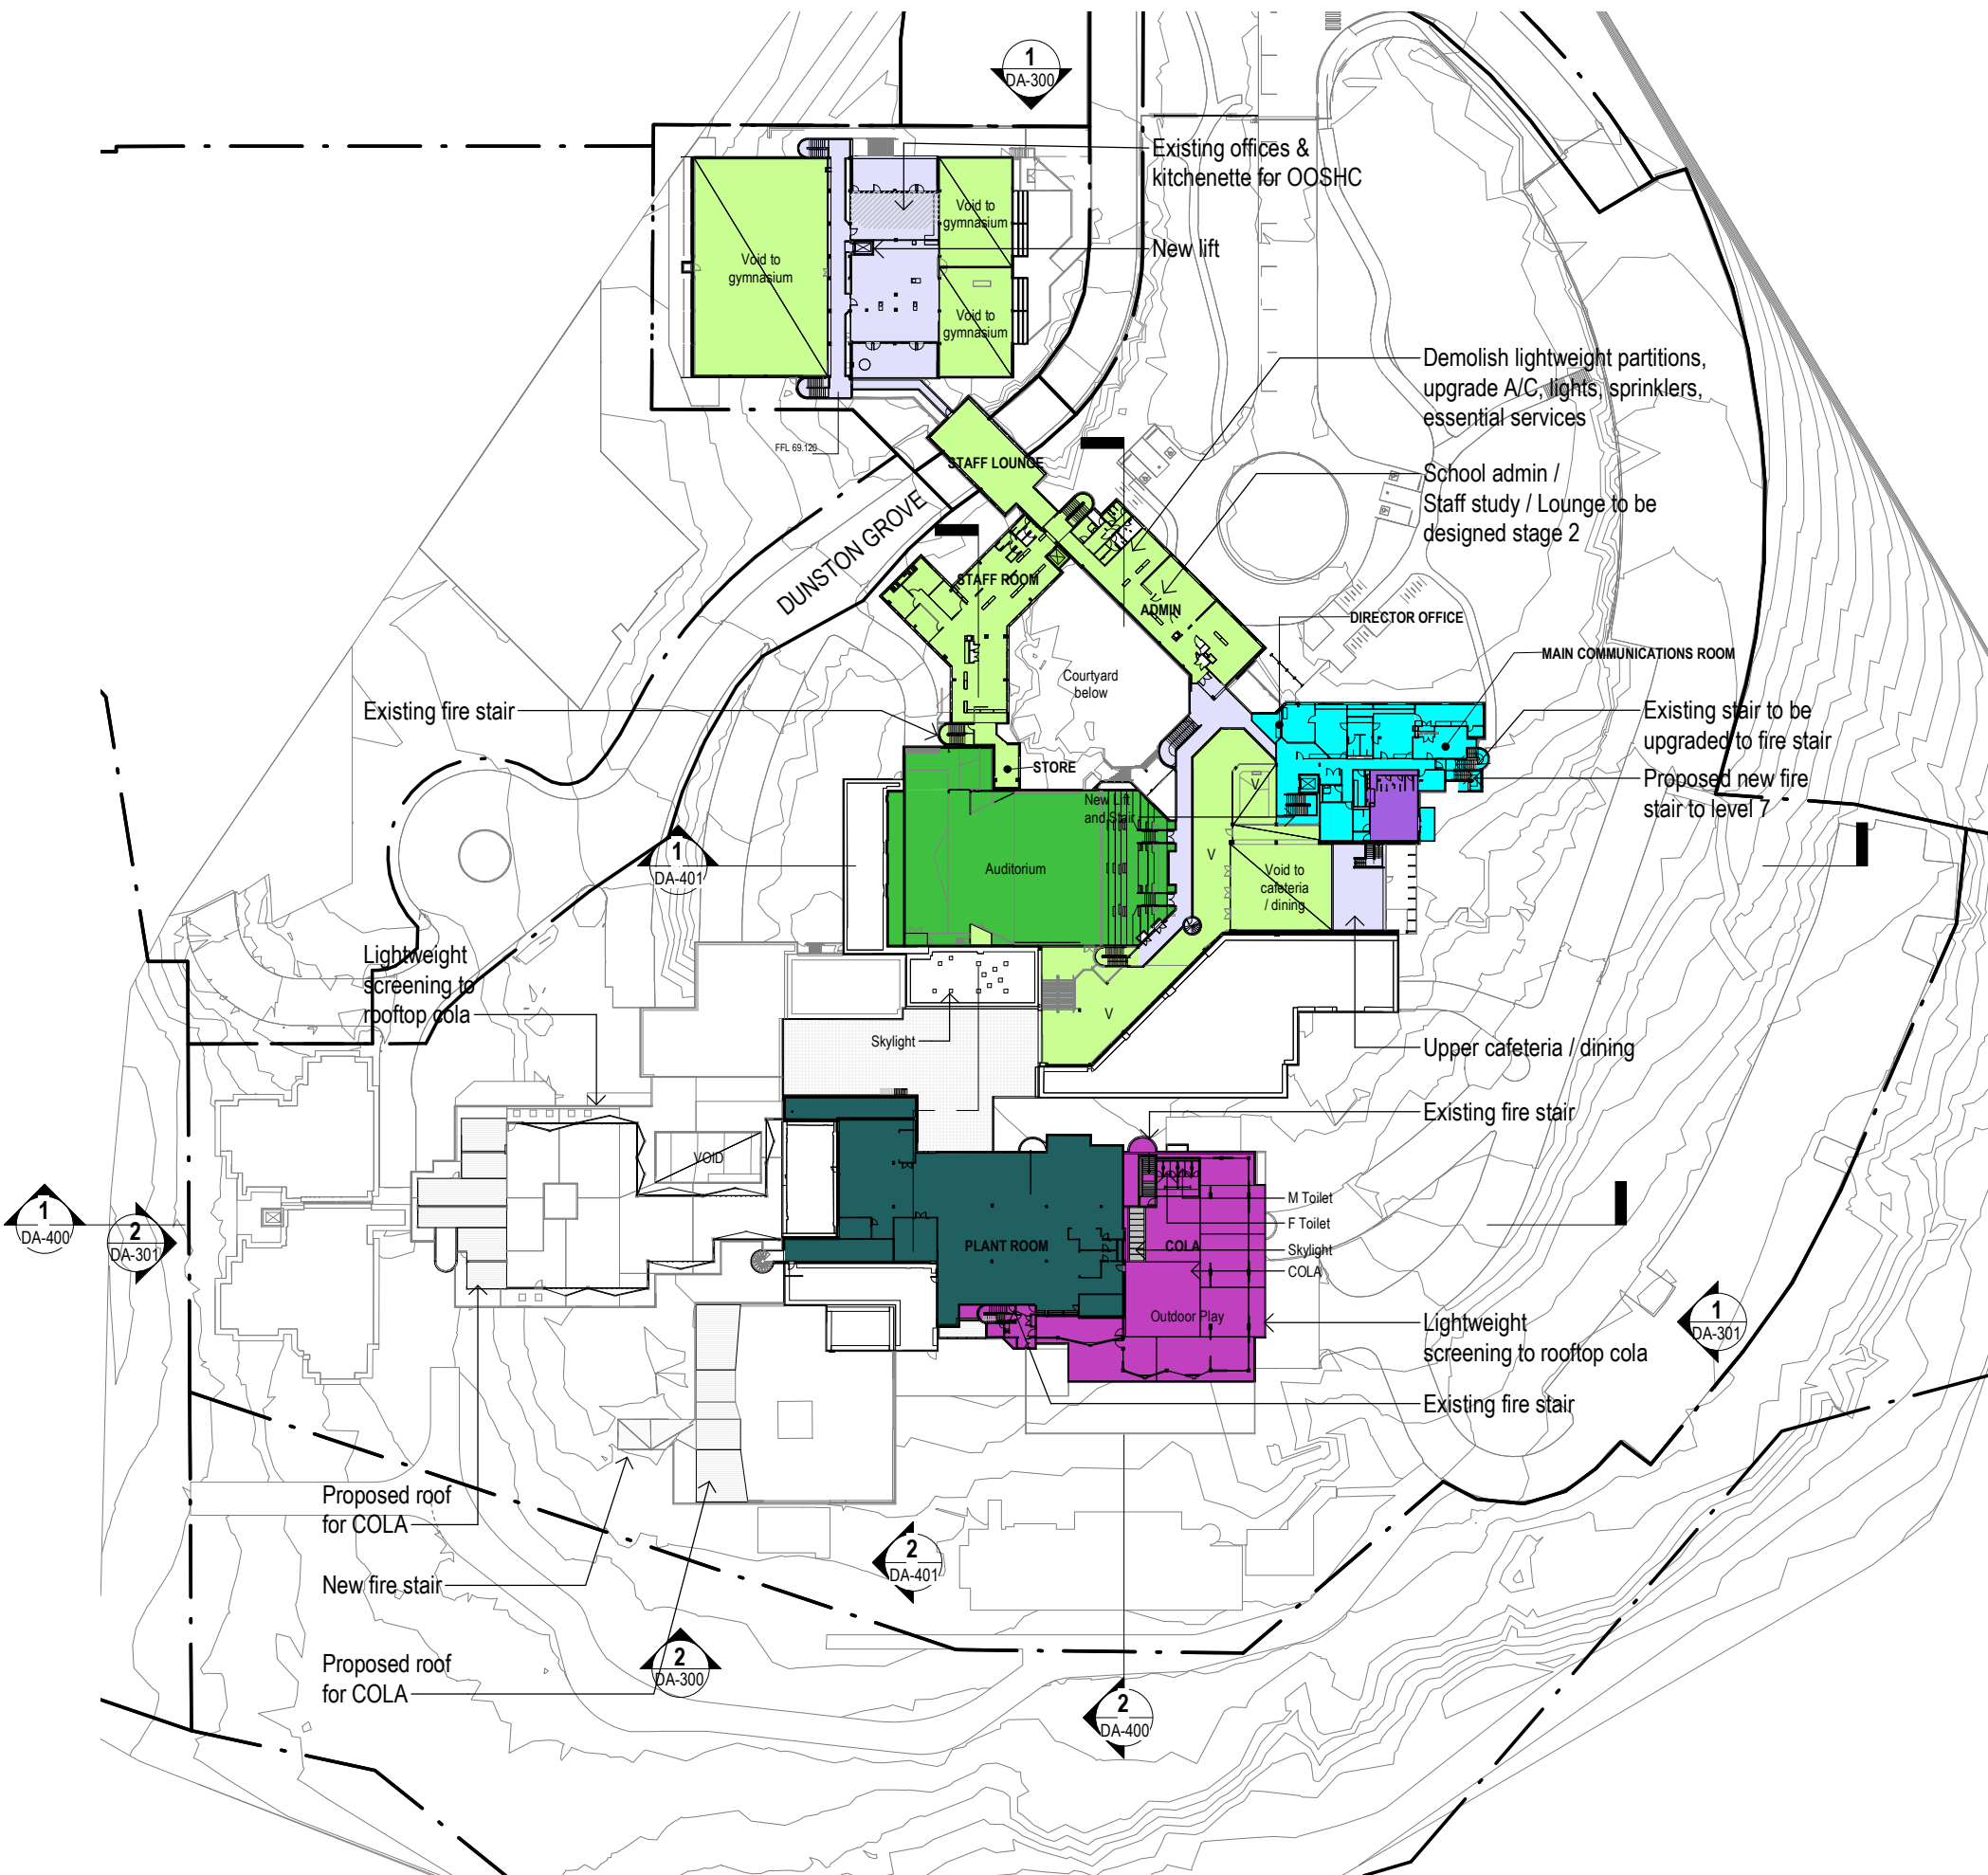 1
DA-300
Existing offices &
kitchenette for OOSHC
Void to
gymnasium
New lift
Void to
gymnasium
Void to
gymnasium
Demolish lightweight partitions,
upgrade A/C, lights, sprinklers,
essential services
FFL 69.120
STAFF LOUNGE
School admin /
Staff study / Lounge to be
designed stage 2
DUNSTON GROVE
STAFF ROOM
ADMIN
DIRECTOR OFFICE
MAIN COMMUNICATIONS ROOM
Courtyard
below
Existing fire stair
Existing stair to be
upgraded to fire stair
STORE
Proposed new fire
stair to level 7
New Lift
and Stair
V
1
DA-401
Auditorium
V
Void to
cafeteria
/ dining
Lightweight
screening to
rooftop cola
V
Skylight
Upper cafeteria / dining
Existing fire stair
VOID
M Toilet
F Toilet
1
DA-400
2
DA-301
PLANT ROOM
COLA
Skylight
COLA
Outdoor Play
1
DA-301
Lightweight
screening to rooftop cola
Existing fire stair
Proposed roof
for COLA
2
DA-401
New fire stair
Proposed roof
for COLA
2
DA-300
2
DA-400